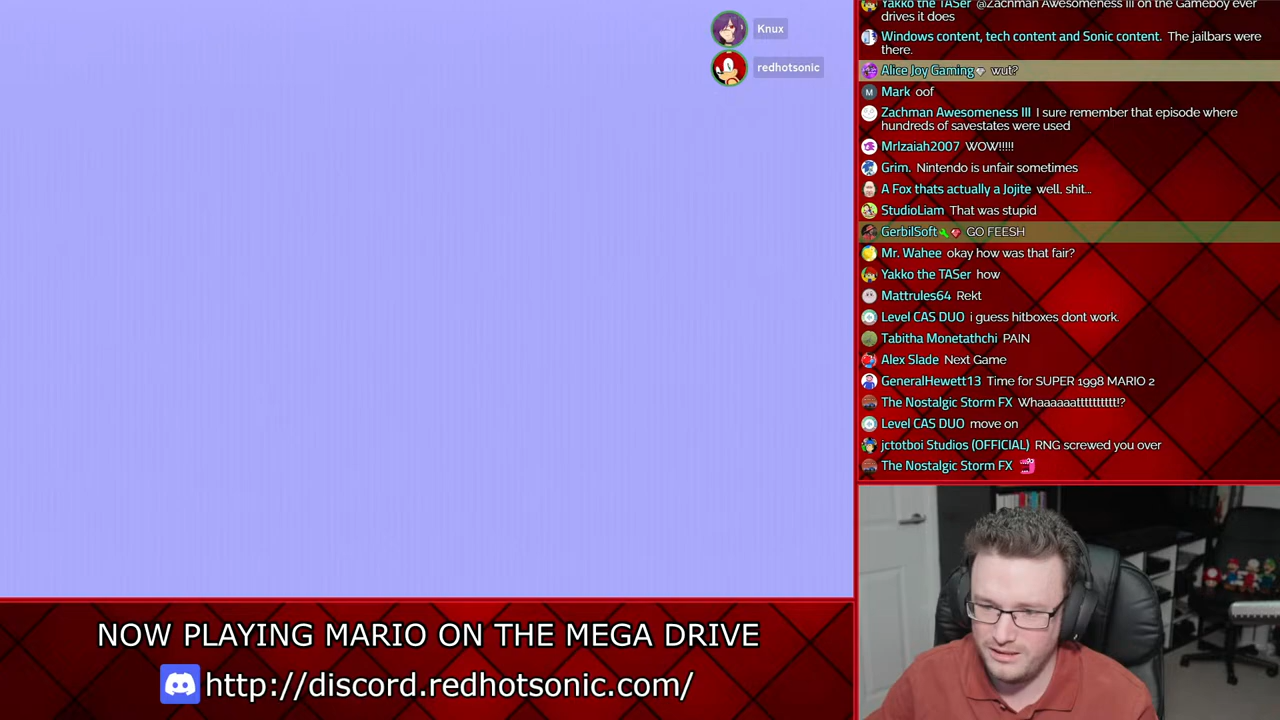 Knux
redhotsonic
Yakko the TASer @Zachman Awesomeness III on the Gameboy ever
drives it does
Windows content, tech content and Sonic content. The jailbars were
there.
Alice Joy Gaming wut?
M Mark oof
Zachman Awesomeness III I sure remember that episode where
hundreds of savestates were used
MrIzaiah2007 WOW!!!!!
Grim. Nintendo is unfair sometimes
A Fox thats actually a Jojite well, shit...
StudioLiam That was stupid
GerbilSoft GO FEESH
Mr. Wahee okay how was that fair?
Yakko the TASer how
Mattrules64 Rekt
Level CAS DUO i guess hitboxes dont work.
Tabitha Monetathchi PAIN
Alex Slade Next Game
GeneralHewett13 Time for SUPER 1998 MARIO 2
The Nostalgic Storm FX Whaaaaaatttttttttt!?
Level CAS DUO move on
jctotboi Studios (OFFICIAL) RNG screwed you over
The Nostalgic Storm FX
NOW PLAYING MARIO ON THE MEGA DRIVE
http://discord.redhotsonic.com/